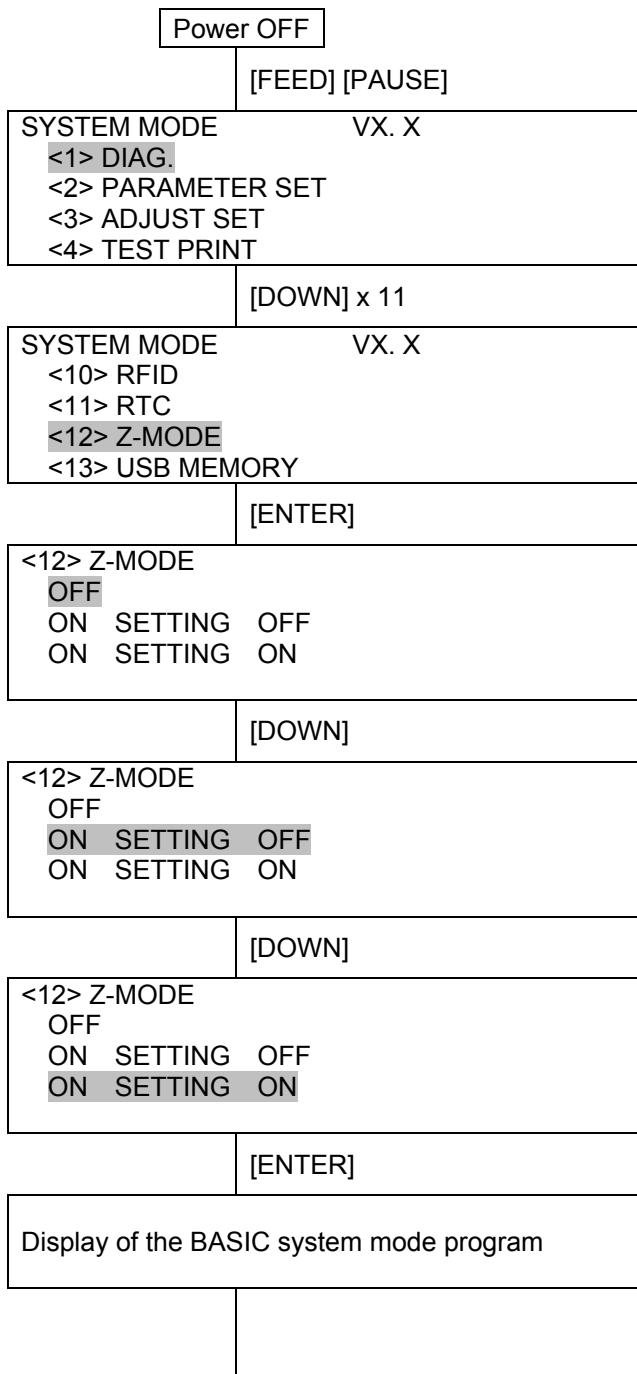 Power OFF
[FEED] [PAUSE]
SYSTEM MODE VX. X
<1> DIAG.
<2> PARAMETER SET
<3> ADJUST SET
<4> TEST PRINT
[DOWN] x 11
SYSTEM MODE VX. X
<10> RFID
<11> RTC
<12> Z-MODE
<13> USB MEMORY
[ENTER]
<12> Z-MODE
OFF
ON SETTING OFF
ON SETTING ON
[DOWN]
<12> Z-MODE
OFF
ON SETTING OFF
ON SETTING ON
[DOWN]
<12> Z-MODE
OFF
ON SETTING OFF
ON SETTING ON
[ENTER]
Display of the BASIC system mode program